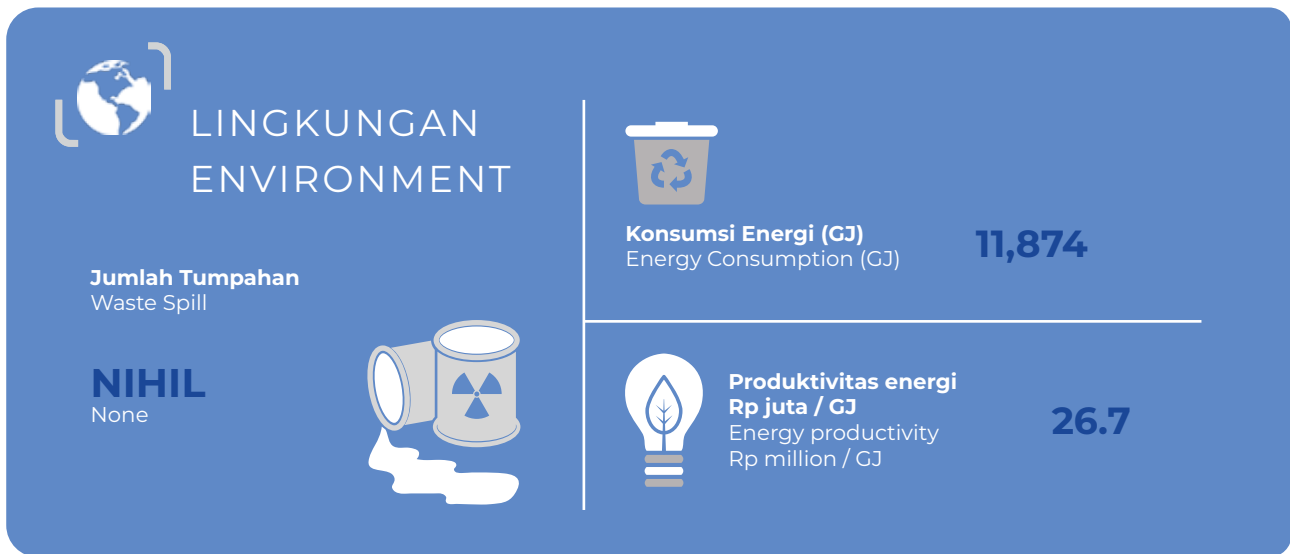 LINGKUNGAN
ENVIRONMENT
Jumlah Tumpahan
Waste Spill
NIHIL
None
Konsumsi Energi (GJ)
Energy Consumption (GJ)
11,874
Produktivitas energi
Rp juta / GJ
Energy productivity
Rp million / GJ
26.7